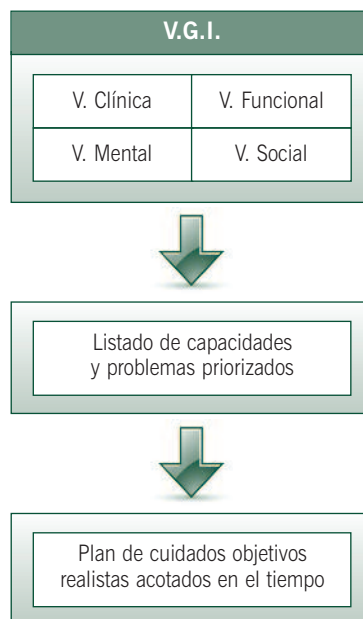 V.G.I.
V. Clínica V. Funcional
V. Mental V. Social
Listado de capacidades
y problemas priorizados
Plan de cuidados objetivos
realistas acotados en el tiempo